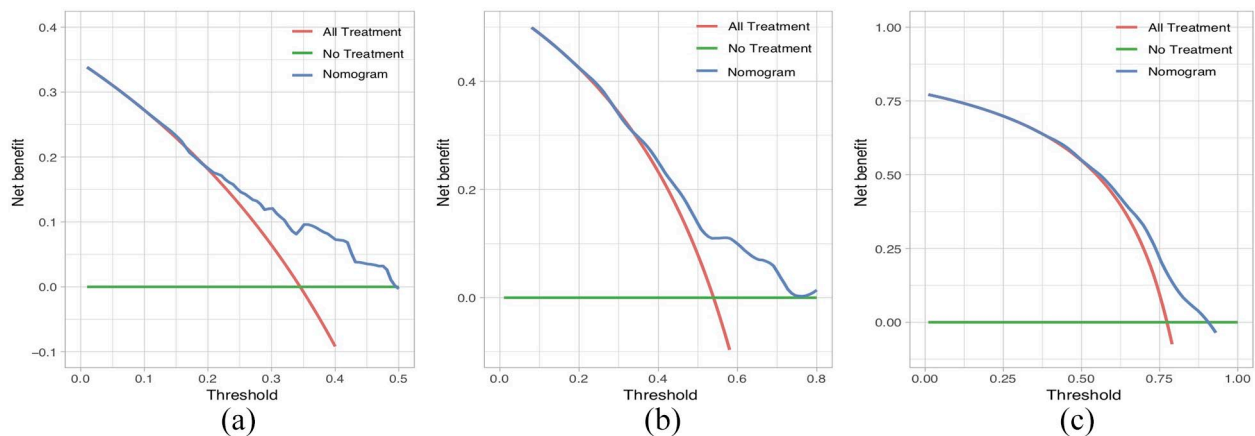 All Treatment
No Treatment
Nomogram
0.4
0.3
0.2
0.1
0.0
−0.1
Net benefit
0.0 0.1 0.2 0.3 0.4 0.5
Threshold
(a)
All Treatment
No Treatment
Nomogram
0.4
0.2
0.0
Net benefit
0.0 0.2 0.4 0.6 0.8
Threshold
(b)
All Treatment
No Treatment
Nomogram
1.00
0.75
0.50
0.25
0.00
Net benefit
0.00 0.25 0.50 0.75 1.00
Threshold
(c)